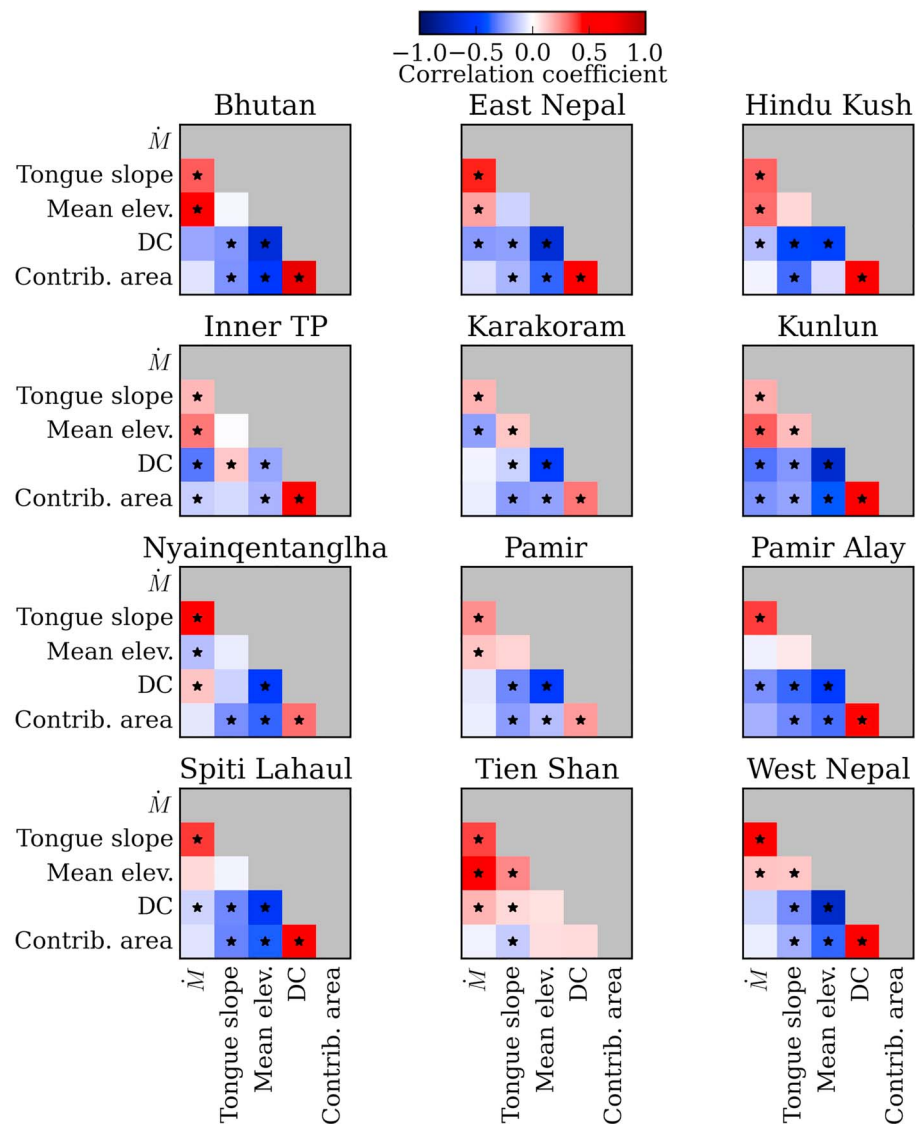 −1.0 −0.5 0.0 0.5 1.0
Correlation coefficient
Bhutan East Nepal Hindu Kush
Ṁ
Tongue slope
Mean elev.
DC
Contrib. area
Inner TP Karakoram Kunlun
Ṁ
Tongue slope
Mean elev.
DC
Contrib. area
Nyainqentanglha Pamir Pamir Alay
Ṁ
Tongue slope
Mean elev.
DC
Contrib. area
Spiti Lahaul Tien Shan West Nepal
Ṁ
Tongue slope
Mean elev.
DC
Contrib. area
Ṁ
Tongue slope
Mean elev.
DC
Contrib. area
Ṁ
Tongue slope
Mean elev.
DC
Contrib. area
Ṁ
Tongue slope
Mean elev.
DC
Contrib. area